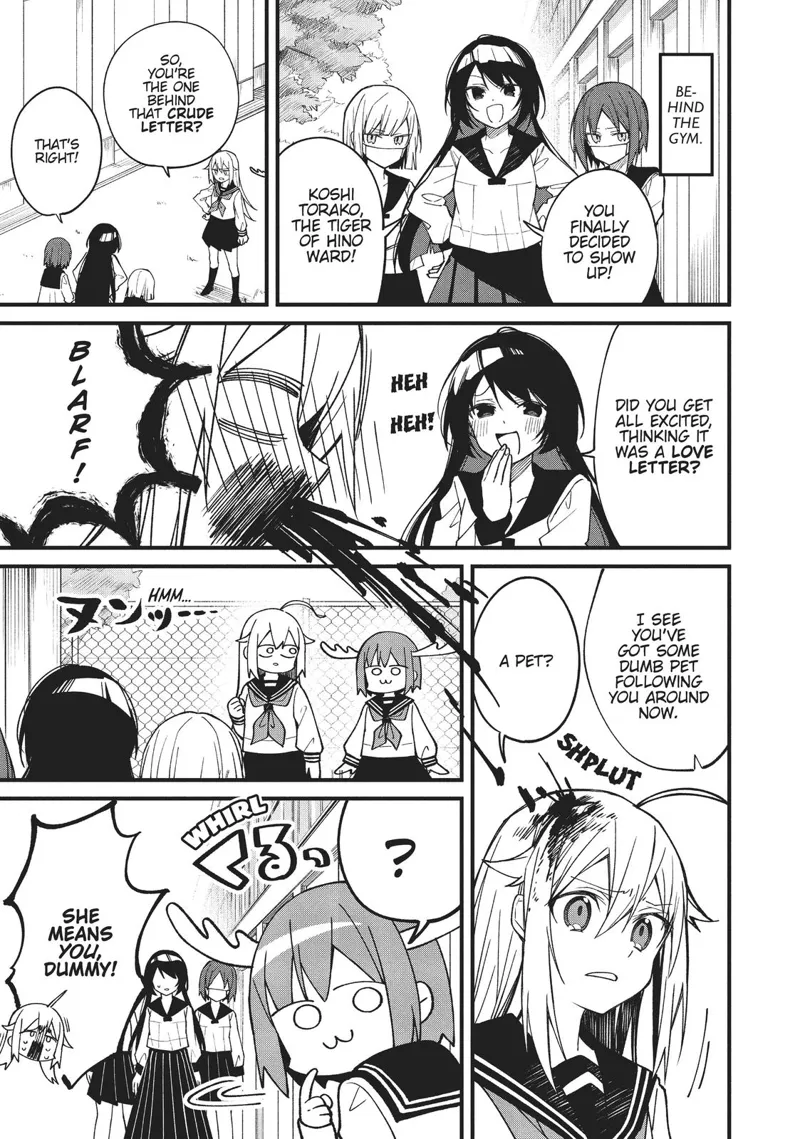 BE-
HIND
THE
GYM.
YOU
FINALLY
DECIDED
TO SHOW
UP!
KOSHI
TORAKO,
THE TIGER
OF HINO
WARD!
SO,
YOU'RE
THE ONE
BEHIND
THAT CRUDE
LETTER?
THAT'S
RIGHT!
DID YOU GET
ALL EXCITED,
THINKING IT
WAS A LOVE
LETTER?
HEH
HEH!
BLARF!
I SEE
YOU'VE
GOT SOME
DUMB PET
FOLLOWING
YOU AROUND
NOW.
A PET?
SHPLUT
HMM...
ヌンッーー
?
WHIRL
くるっ
SHE
MEANS
YOU,
DUMMY!